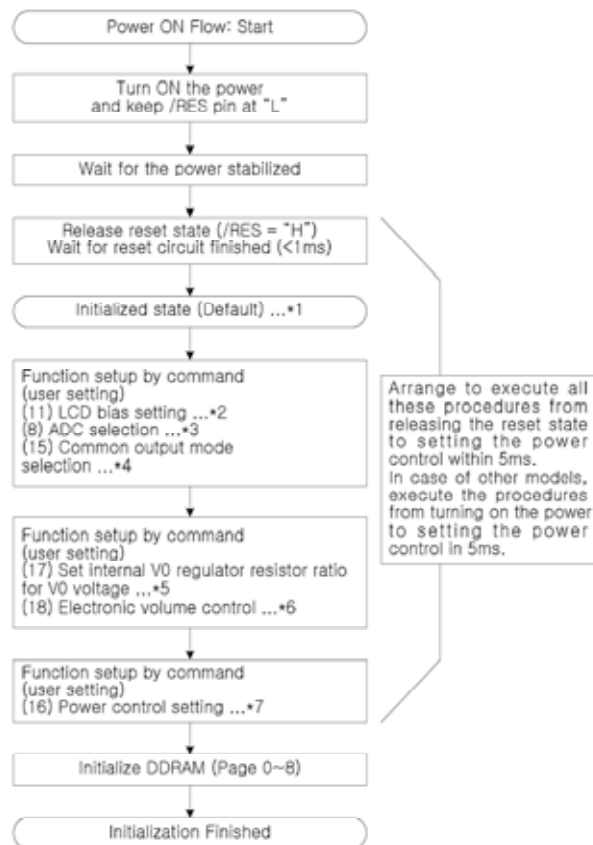 Power ON Flow: Start
Turn ON the power
and keep /RES pin at "L"
Wait for the power stabilized
Release reset state (/RES = "H")
Wait for reset circuit finished (<1ms)
Initialized state (Default) ...*1
Function setup by command
(user setting)
(11) LCD bias setting ...*2
(8) ADC selection ...*3
(15) Common output mode
selection ...*4
Function setup by command
(user setting)
(17) Set internal V0 regulator resistor ratio
for V0 voltage ...*5
(18) Electronic volume control ...*6
Function setup by command
(user setting)
(16) Power control setting ...*7
Initialize DDRAM (Page 0~8)
Initialization Finished
Arrange to execute all
these procedures from
releasing the reset state
to setting the power
control within 5ms.
In case of other models,
execute the procedures
from turning on the power
to setting the power
control in 5ms.